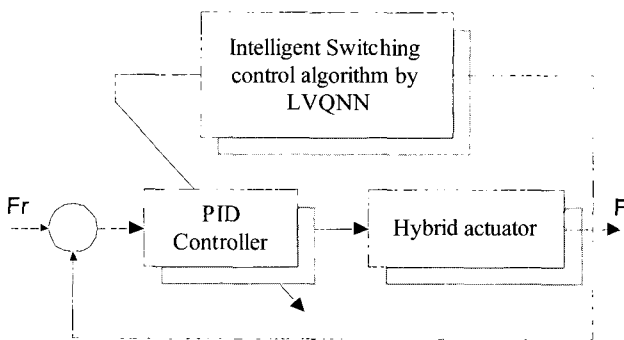 Intelligent Switching
control algorithm by
LVQNN
Fr
PID
Controller
Hybrid actuator
F